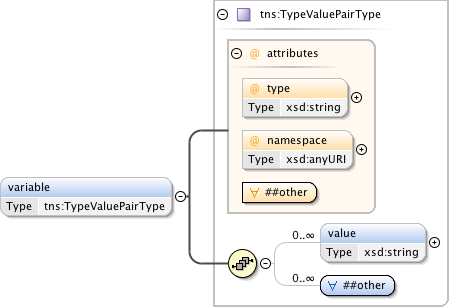 tns:TypeValuePairType
@ attributes
@ type
Type xsd:string
@ namespace
Type xsd:anyURI
∀ ##other
variable
Type tns:TypeValuePairType
0..∞ value
Type xsd:string
0..∞
∀ ##other